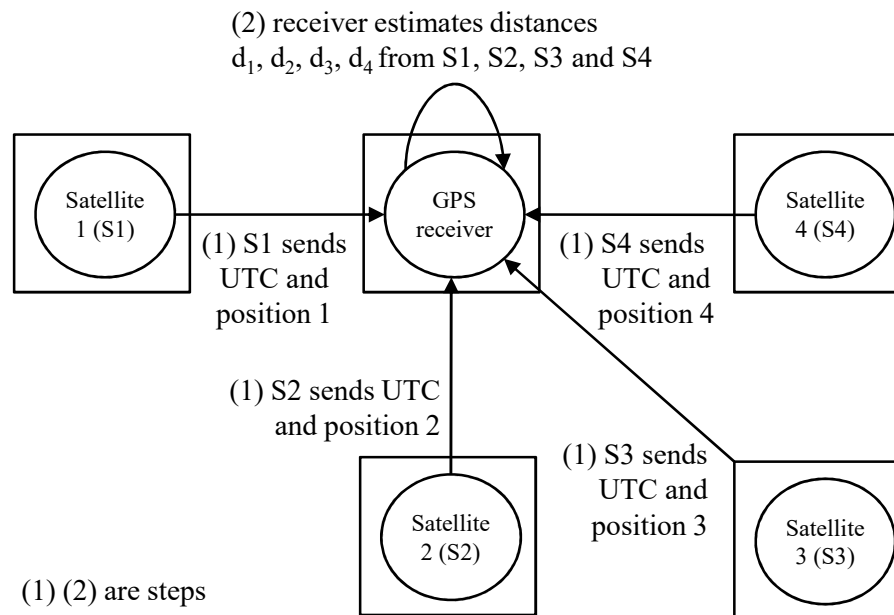 (2) receiver estimates distances
d₁, d₂, d₃, d₄ from S1, S2, S3 and S4
Satellite
1 (S1)
GPS
receiver
Satellite
4 (S4)
(1) S1 sends
UTC and
position 1
(1) S4 sends
UTC and
position 4
(1) S2 sends UTC
and position 2
(1) S3 sends
UTC and
position 3
Satellite
2 (S2)
Satellite
3 (S3)
(1) (2) are steps